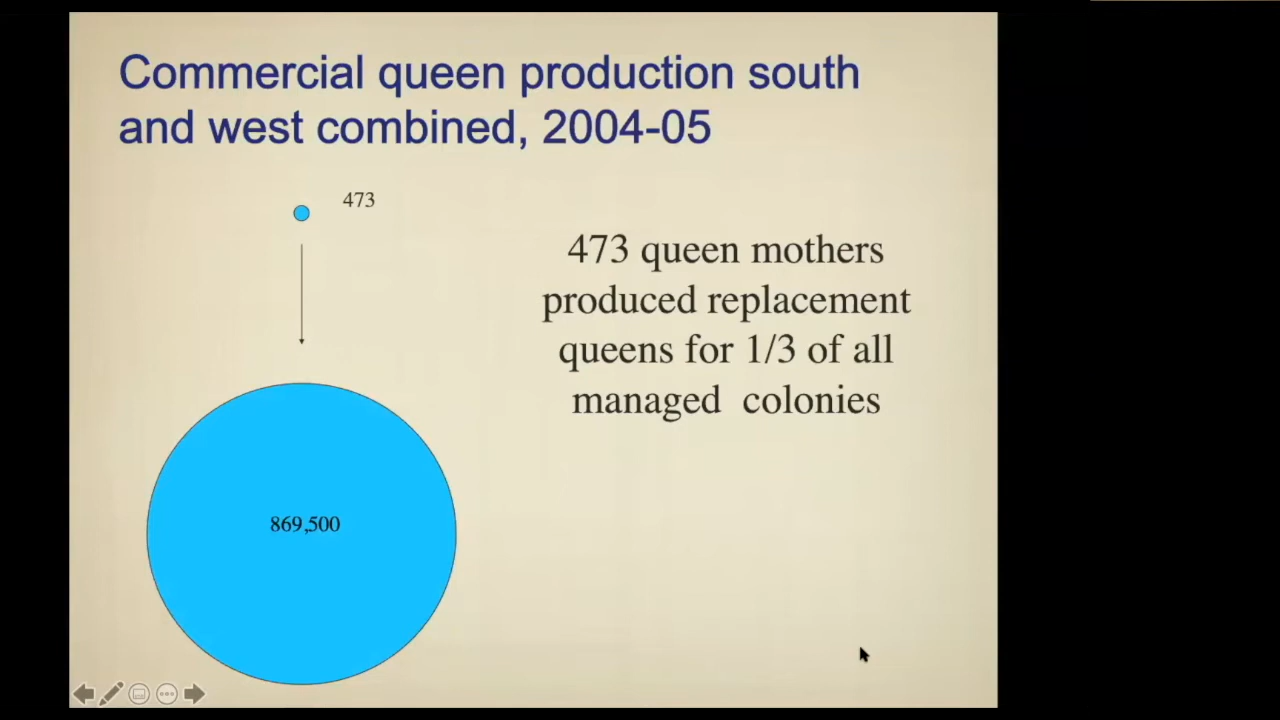 Commercial queen production south
and west combined, 2004-05
473
473 queen mothers
produced replacement
queens for 1/3 of all
managed colonies
869,500